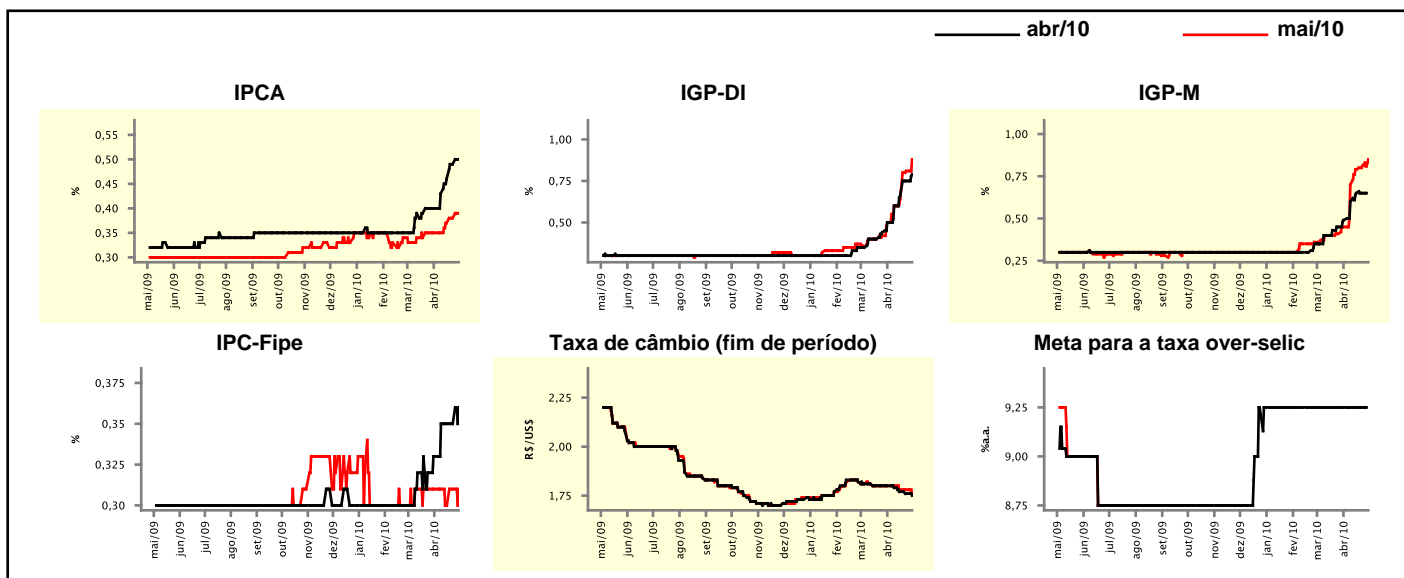 abr/10 mai/10
IPCA IGP-DI IGP-M
0,55
0,50
0,45
0,40
0,35
0,30
%
mai/09 jun/09 jul/09 ago/09 set/09 out/09 nov/09 dez/09 jan/10 fev/10 mar/10 abr/10
1,00
0,75
0,50
%
mai/09 jun/09 jul/09 ago/09 set/09 out/09 nov/09 dez/09 jan/10 fev/10 mar/10 abr/10
1,00
0,75
0,50
0,25
%
mai/09 jun/09 jul/09 ago/09 set/09 out/09 nov/09 dez/09 jan/10 fev/10 mar/10 abr/10
IPC-Fipe Taxa de câmbio (fim de período) Meta para a taxa over-selic
0,375
0,35
0,325
0,30
%
mai/09 jun/09 jul/09 ago/09 set/09 out/09 nov/09 dez/09 jan/10 fev/10 mar/10 abr/10
2,25
2,00
1,75
R$/US$
mai/09 jun/09 jul/09 ago/09 set/09 out/09 nov/09 dez/09 jan/10 fev/10 mar/10 abr/10
9,25
9,00
8,75
%a.a.
mai/09 jun/09 jul/09 ago/09 set/09 out/09 nov/09 dez/09 jan/10 fev/10 mar/10 abr/10